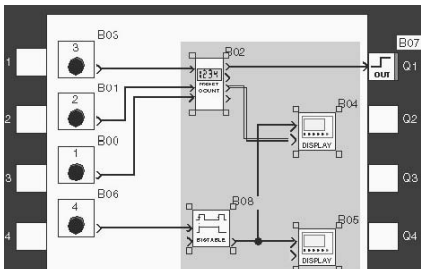 B03
B07
3
B02
1
Q1
1234
PRESET
COUNT
OUT
B01
2
B04
2
Q2
B00
1
DISPLAY
3
Q3
B06
4
B08
B05
4
BISTABLE
Q4
DISPLAY